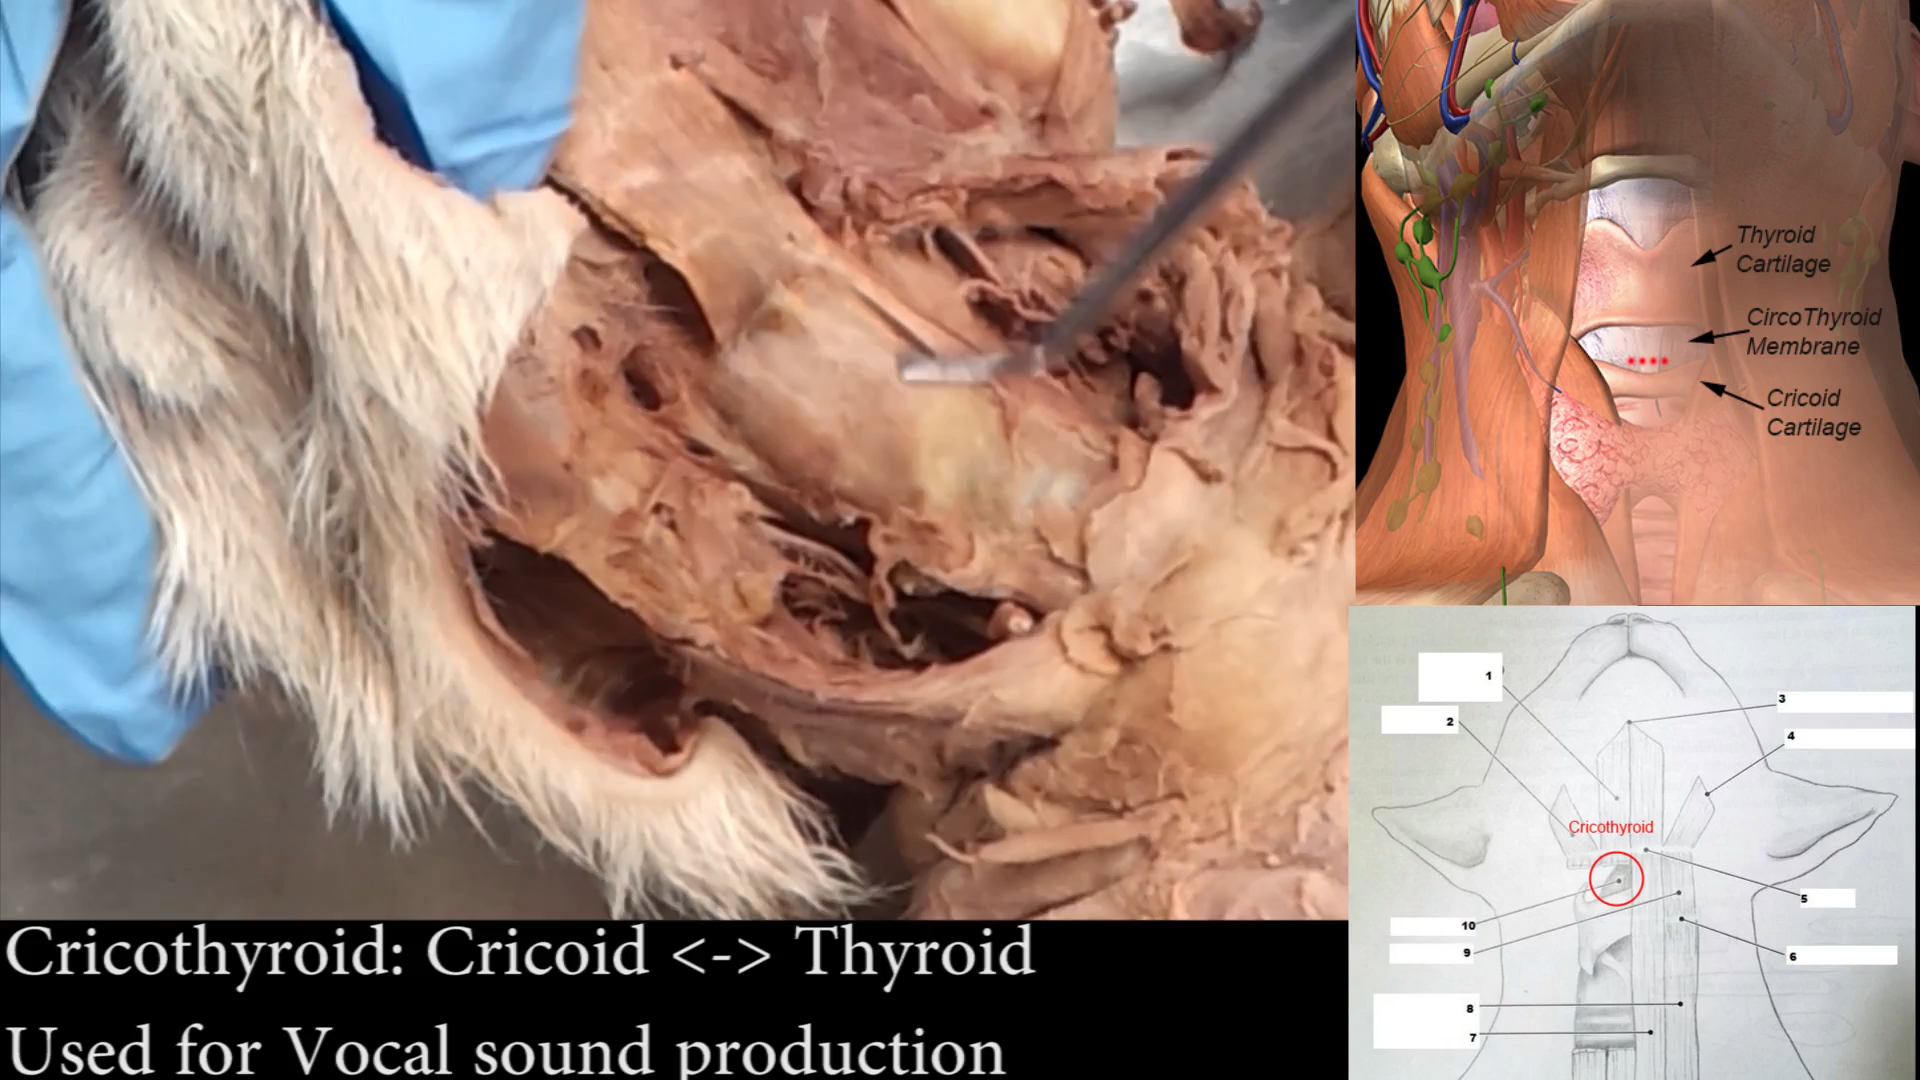 Thyroid
Cartilage
CircoThyroid
Membrane
Cricoid
Cartilage
1
2
3
4
Cricothyroid
5
10
9
6
8
7
Cricothyroid: Cricoid <-> Thyroid
Used for Vocal sound production